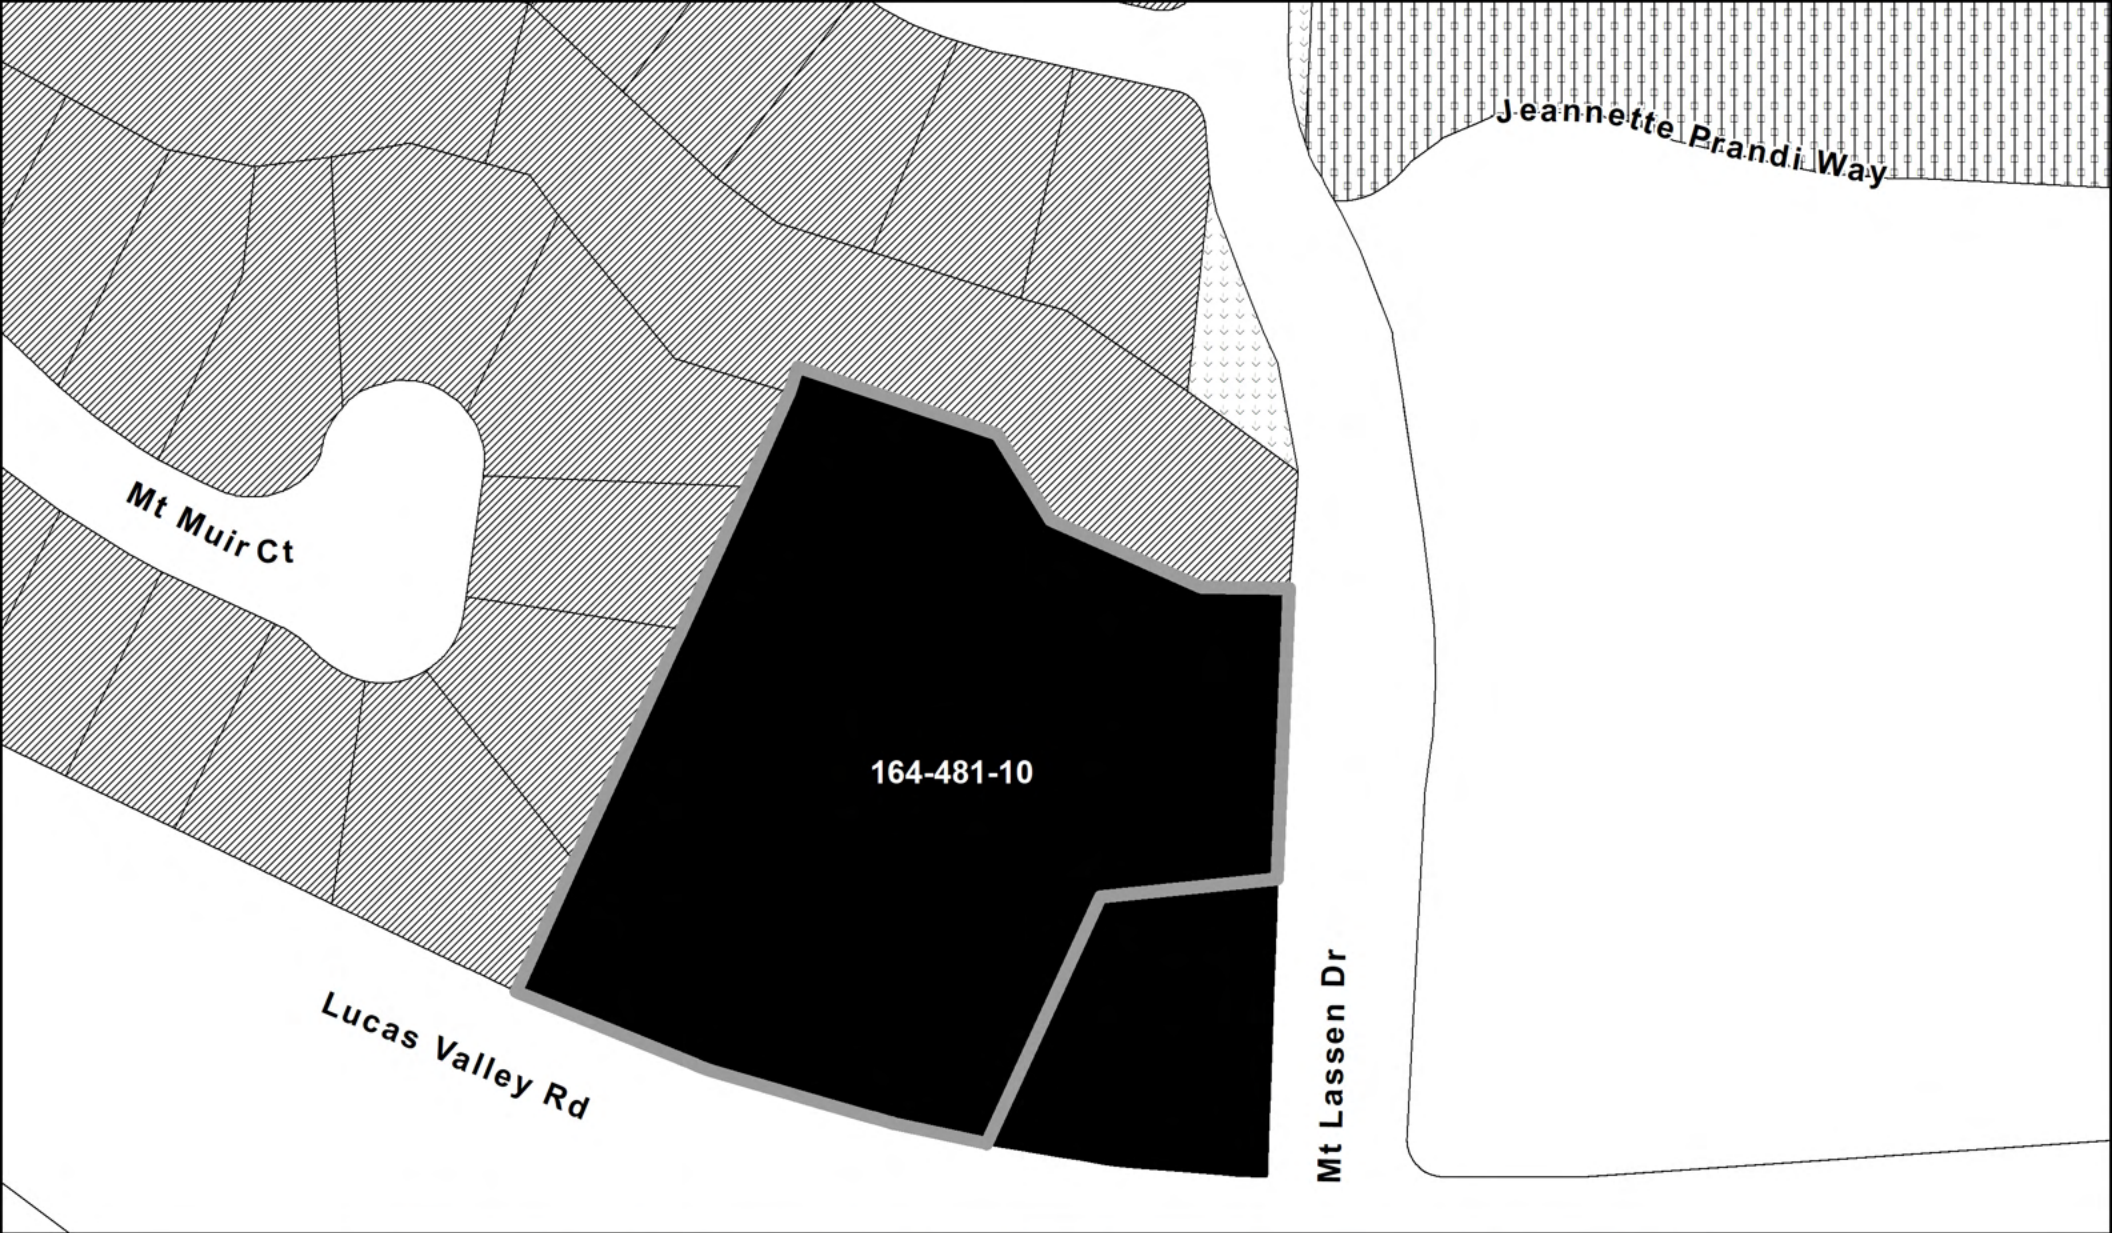 Jeannette Prandi Way
Mt Muir Ct
164-481-10
Lucas Valley Rd
Mt Lassen Dr